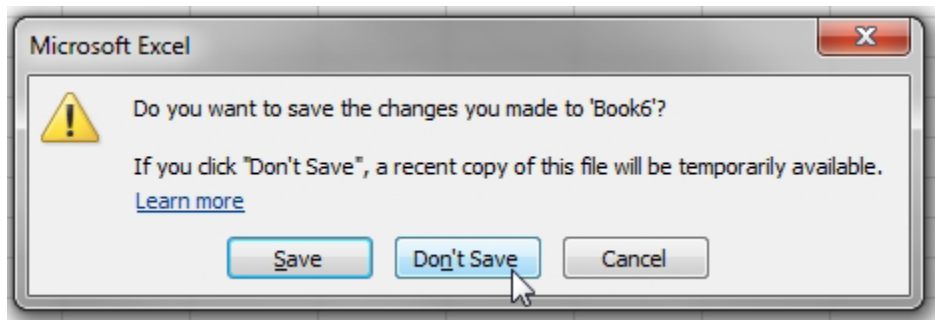 Microsoft Excel
Do you want to save the changes you made to 'Book6'?
If you click "Don't Save", a recent copy of this file will be temporarily available.
Learn more
Save Don't Save Cancel